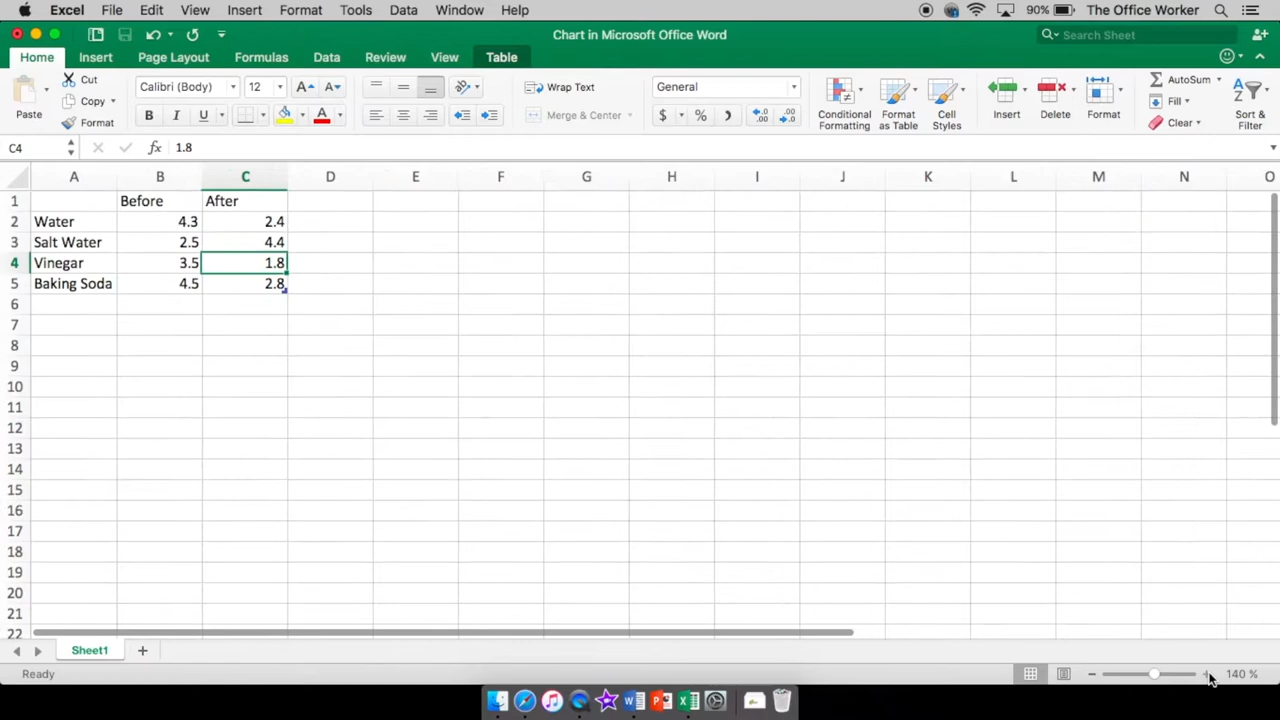 Excel File Edit View Insert Format Tools Data Window Help 90% The Office Worker
Chart in Microsoft Office Word Search Sheet
Home Insert Page Layout Formulas Data Review View Table
Paste Cut Copy Format
Calibri (Body) 12 A A
B I U A
Wrap Text
Merge & Center
General
$ %
Conditional Formatting
Format as Table
Cell Styles
Insert Delete Format
AutoSum
Fill
Clear
Sort & Filter
C4 fx 1.8
A B C D E F G H I J K L M N O
1 Before After
2 Water 4.3 2.4
3 Salt Water 2.5 4.4
4 Vinegar 3.5 1.8
5 Baking Soda 4.5 2.8
6
7
8
9
10
11
12
13
14
15
16
17
18
19
20
21
22
Sheet1
Ready 140 %